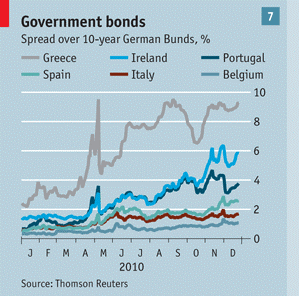 Government bonds
7
Spread over 10-year German Bunds, %
Greece Ireland Portugal
Spain Italy Belgium
10
8
6
4
2
0
J F M A M J J A S O N D
2010
Source: Thomson Reuters